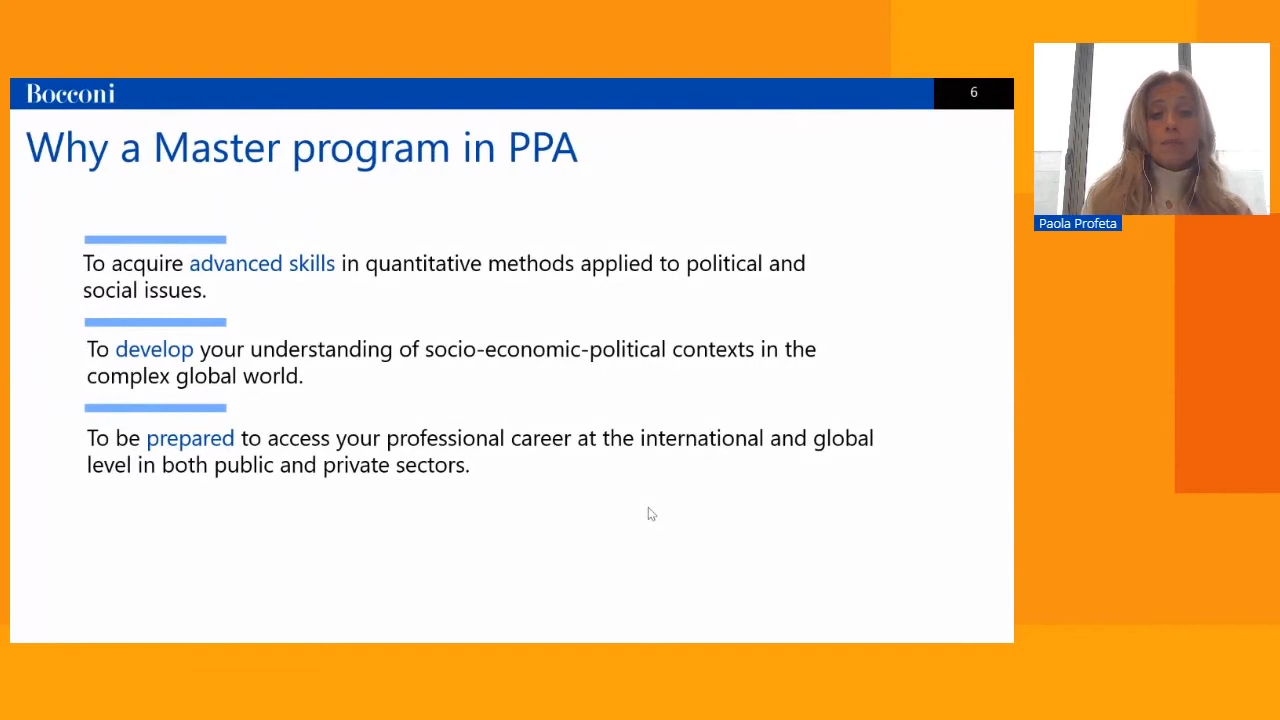 Bocconi
6
Why a Master program in PPA
To acquire advanced skills in quantitative methods applied to political and
social issues.
To develop your understanding of socio-economic-political contexts in the
complex global world.
To be prepared to access your professional career at the international and global
level in both public and private sectors.
Paola Profeta